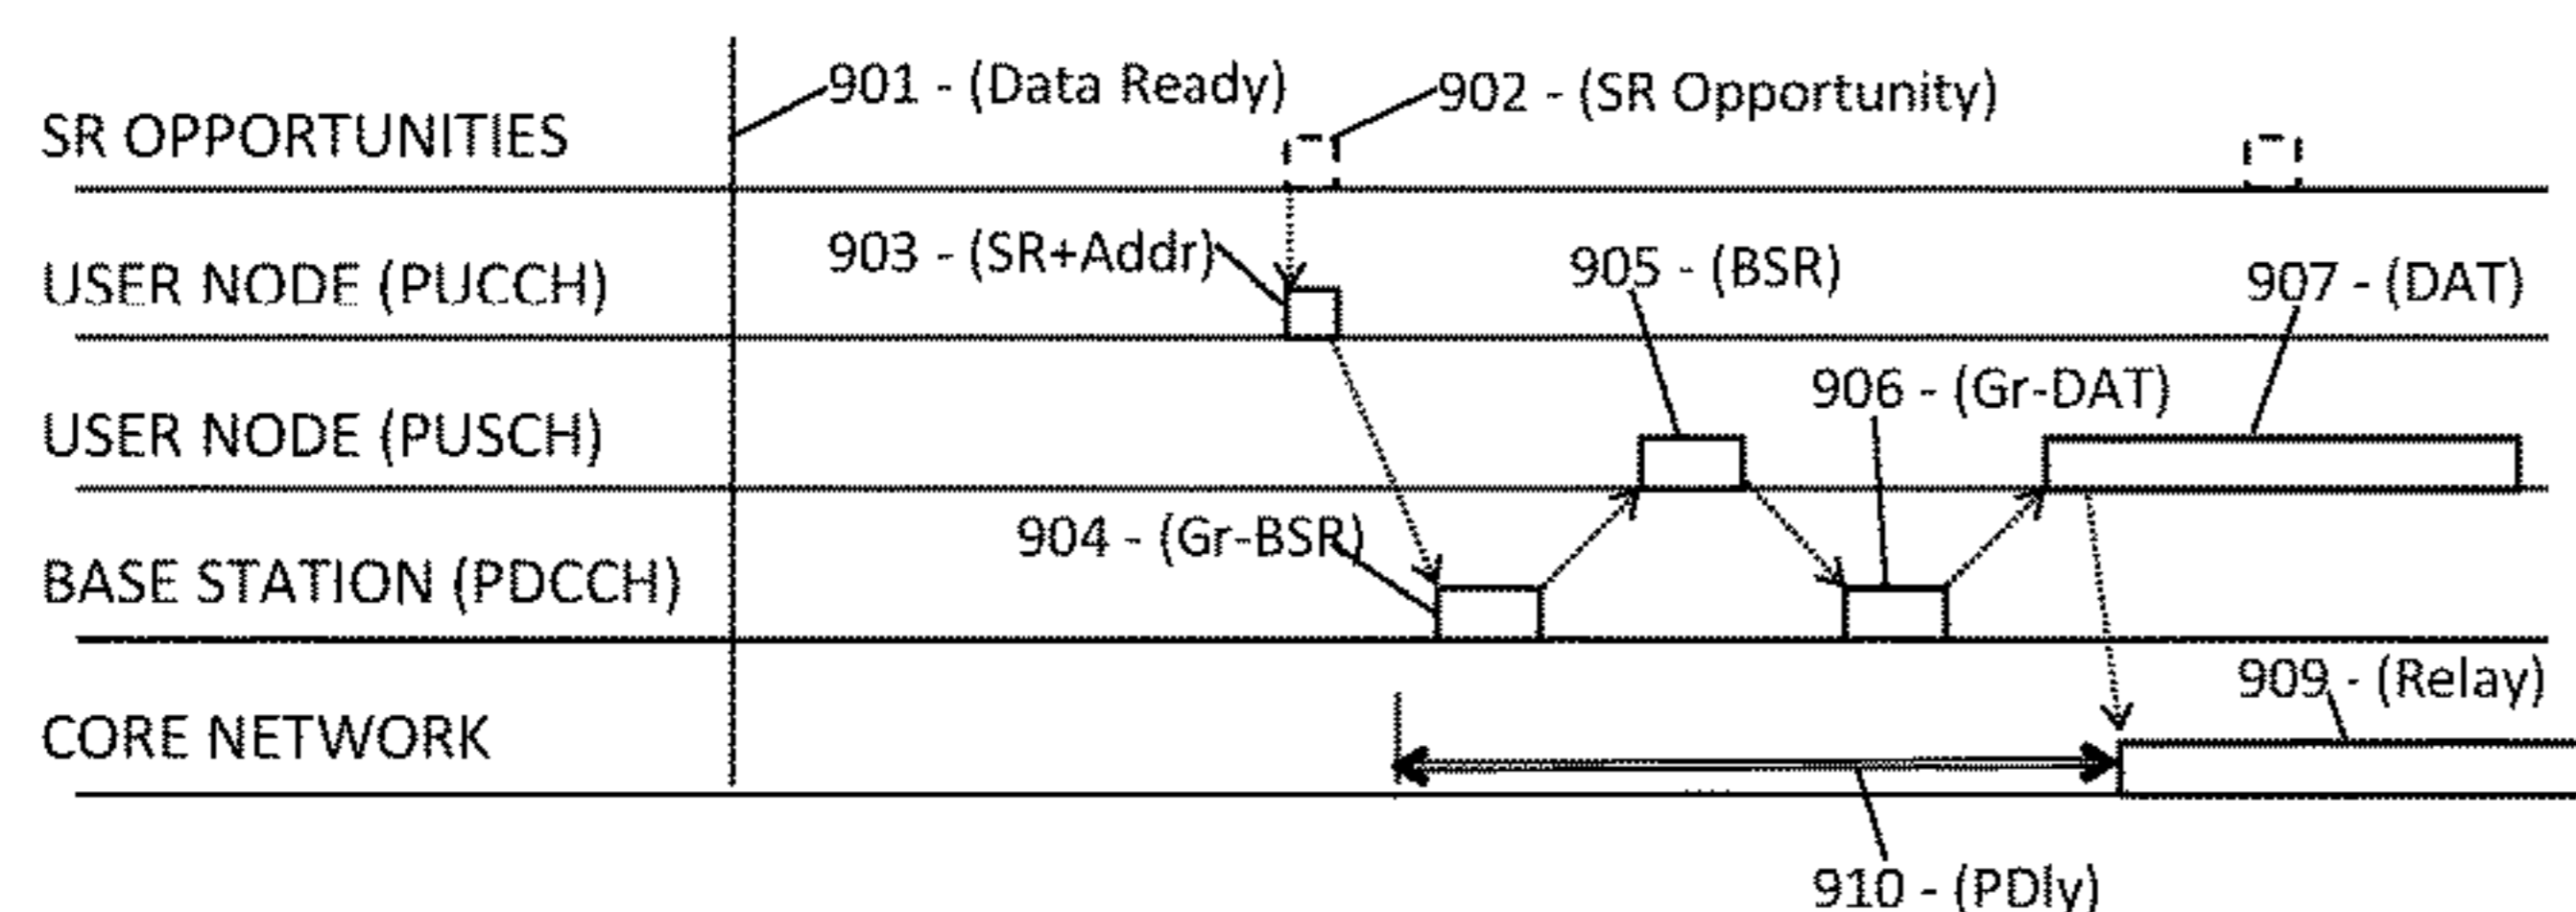 901 - (Data Ready)
902 - (SR Opportunity)
SR OPPORTUNITIES
903 - (SR+Addr)
905 - (BSR)
907 - (DAT)
USER NODE (PUCCH)
906 - (Gr-DAT)
USER NODE (PUSCH)
904 - (Gr-BSR)
BASE STATION (PDCCH)
909 - (Relay)
CORE NETWORK
910 - (PDly)